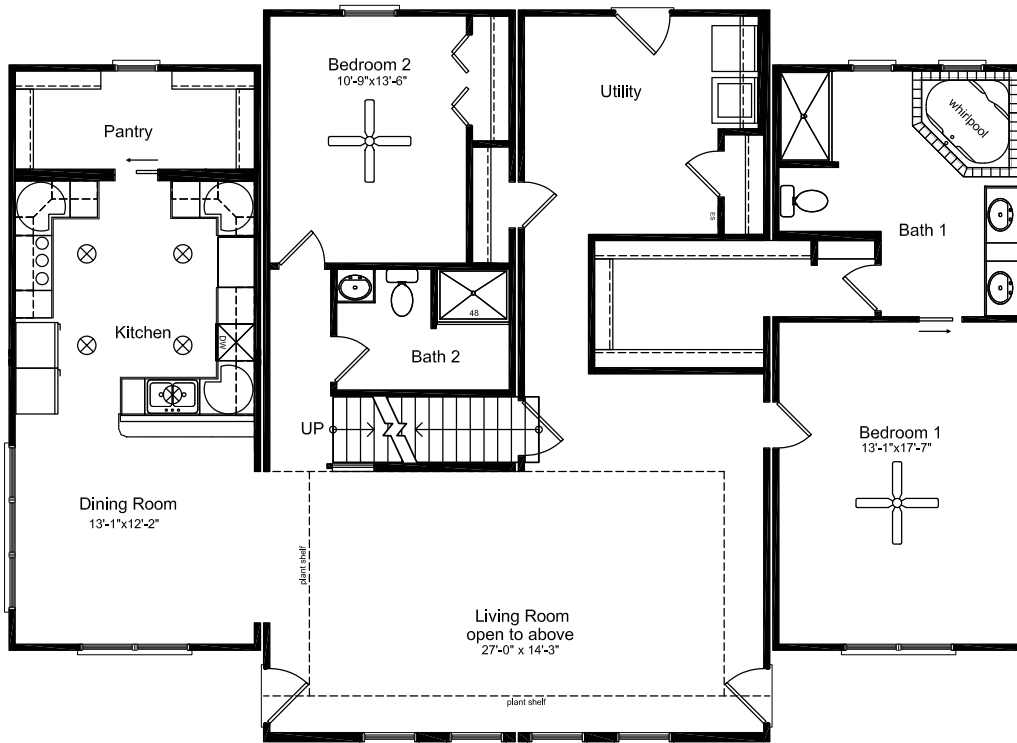 Bedroom 2
10'-9"x13'-6"
Utility
whirlpool
Pantry
ES
Bath 1
Kitchen
DW
48
Bath 2
UP
Bedroom 1
13'-1"x17'-7"
Dining Room
13'-1"x12'-2"
plant shelf
Living Room
open to above
27'-0" x 14'-3"
plant shelf